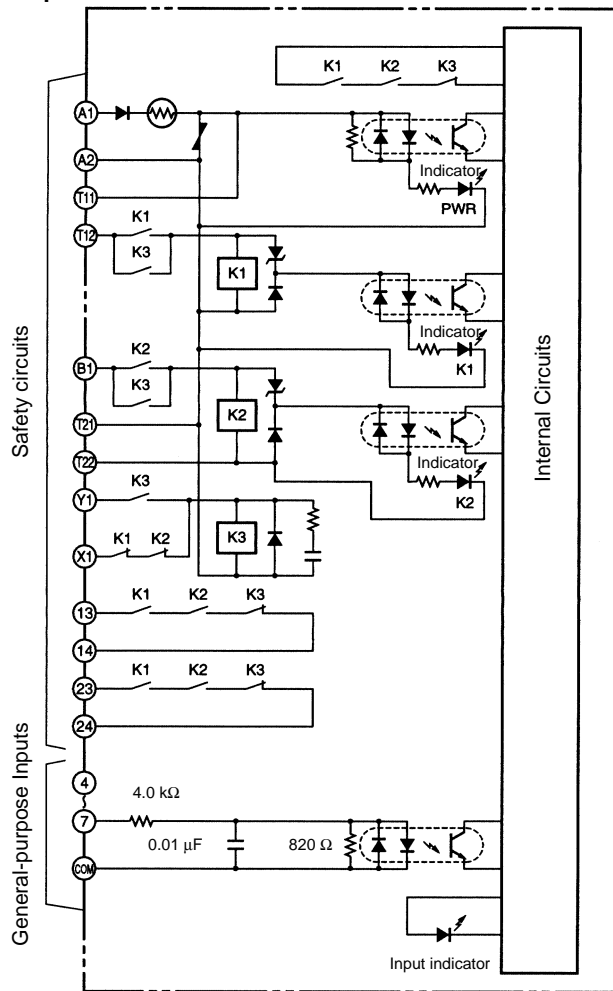 K1 K2 K3
A1
Indicator
PWR
A2
T11
T12
K1
K3
K1
Indicator
K1
B1
K2
K3
K2
T21
T22
Indicator
K2
Y1
K3
K3
X1
K1 K2
13
K1 K2 K3
14
23
K1 K2 K3
24
4
7
4.0 kΩ
0.01 μF
820 Ω
COM
Input indicator
Safety circuits
General-purpose Inputs
Internal Circuits